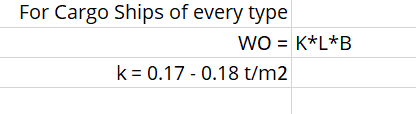 For Cargo Ships of every type
WO = K*L*B
k = 0.17 - 0.18 t/m2